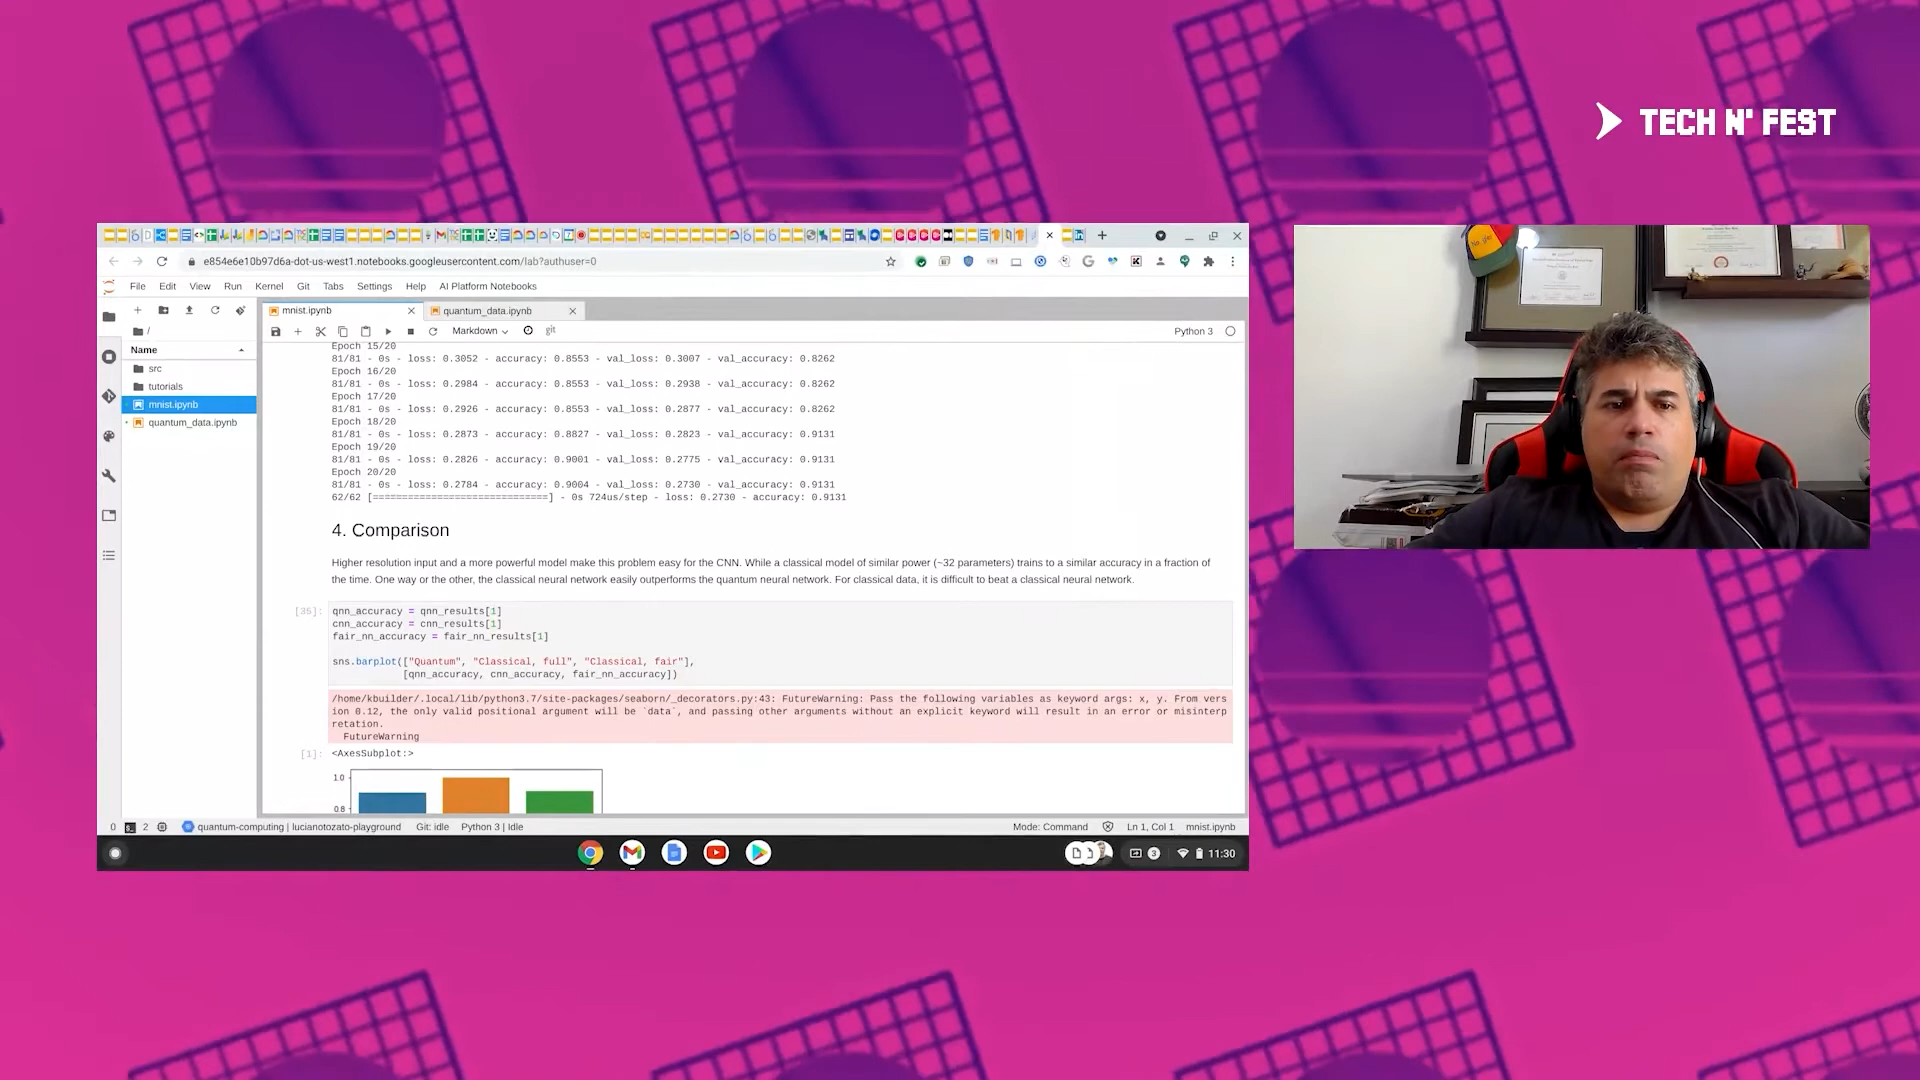 TECH N' FEST
e854e6e10b97d6a-dot-us-west1.notebooks.googleusercontent.com/lab?authuser=0
File Edit View Run Kernel Git Tabs Settings Help AI Platform Notebooks
mnist.ipynb
quantum_data.ipynb
Markdown
git
Python 3
/
Name
src
tutorials
mnist.ipynb
quantum_data.ipynb
Epoch 15/20
81/81 - 0s - loss: 0.3052 - accuracy: 0.8553 - val_loss: 0.3007 - val_accuracy: 0.8262
Epoch 16/20
81/81 - 0s - loss: 0.2984 - accuracy: 0.8553 - val_loss: 0.2938 - val_accuracy: 0.8262
Epoch 17/20
81/81 - 0s - loss: 0.2926 - accuracy: 0.8553 - val_loss: 0.2877 - val_accuracy: 0.8262
Epoch 18/20
81/81 - 0s - loss: 0.2873 - accuracy: 0.8827 - val_loss: 0.2823 - val_accuracy: 0.9131
Epoch 19/20
81/81 - 0s - loss: 0.2826 - accuracy: 0.9001 - val_loss: 0.2775 - val_accuracy: 0.9131
Epoch 20/20
81/81 - 0s - loss: 0.2784 - accuracy: 0.9004 - val_loss: 0.2730 - val_accuracy: 0.9131
62/62 [==============================] - 0s 724us/step - loss: 0.2730 - accuracy: 0.9131
4. Comparison
Higher resolution input and a more powerful model make this problem easy for the CNN. While a classical model of similar power (~32 parameters) trains to a similar accuracy in a fraction of
the time. One way or the other, the classical neural network easily outperforms the quantum neural network. For classical data, it is difficult to beat a classical neural network.
[35]: qnn_accuracy = qnn_results[1]
cnn_accuracy = cnn_results[1]
fair_nn_accuracy = fair_nn_results[1]
sns.barplot(["Quantum", "Classical, full", "Classical, fair"],
[qnn_accuracy, cnn_accuracy, fair_nn_accuracy])
/home/kbuilder/.local/lib/python3.7/site-packages/seaborn/_decorators.py:43: FutureWarning: Pass the following variables as keyword args: x, y. From vers
ion 0.12, the only valid positional argument will be `data`, and passing other arguments without an explicit keyword will result in an error or misinterp
retation.
FutureWarning
[1]: <AxesSubplot:>
1.0
0.8
0 2 quantum-computing | lucianotozato-playground Git: idle Python 3 | Idle Mode: Command Ln 1, Col 1 mnist.ipynb
3 11:30